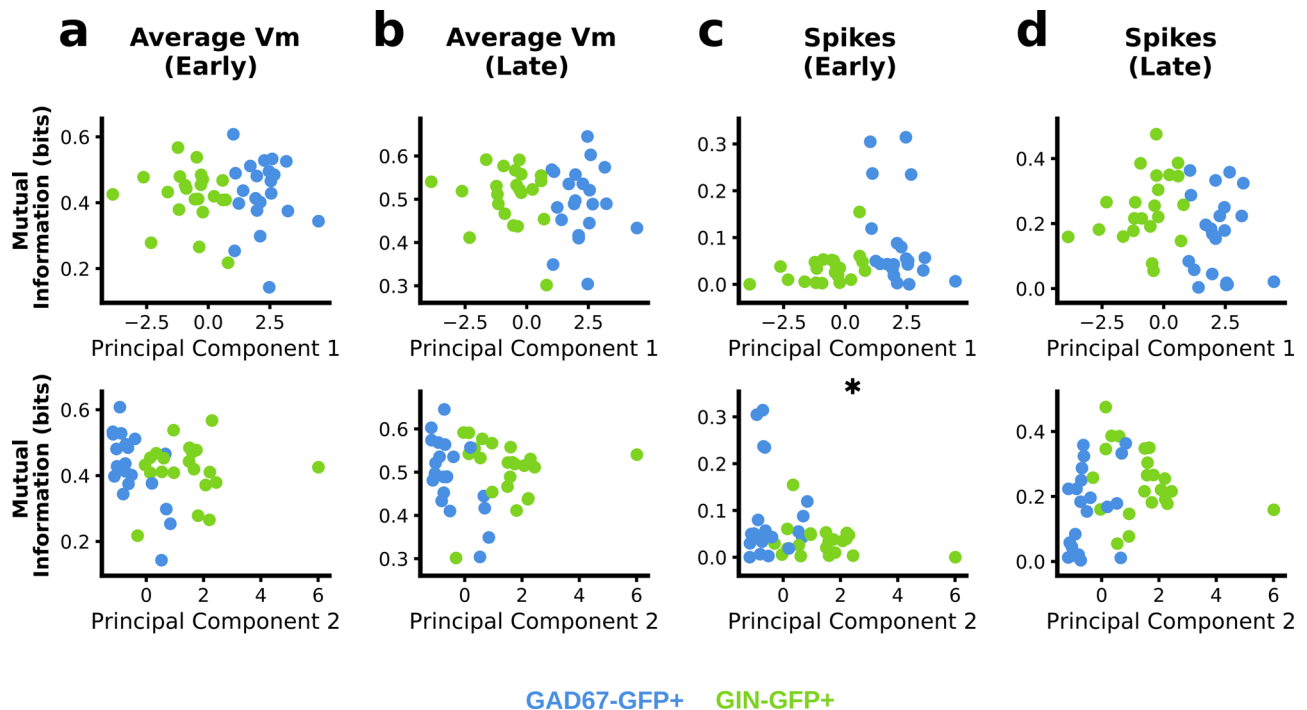 a
Average Vm
(Early)
b
Average Vm
(Late)
c
Spikes
(Early)
d
Spikes
(Late)
Mutual
Information (bits)
0.6
0.4
0.2
−2.5 0.0 2.5
Principal Component 1
0.6
0.5
0.4
0.3
−2.5 0.0 2.5
Principal Component 1
0.3
0.2
0.1
0.0
−2.5 0.0 2.5
Principal Component 1
0.4
0.2
0.0
−2.5 0.0 2.5
Principal Component 1
Mutual
Information (bits)
0.6
0.4
0.2
0 2 4 6
Principal Component 2
0.6
0.5
0.4
0.3
0 2 4 6
Principal Component 2
*
0.3
0.2
0.1
0.0
0 2 4 6
Principal Component 2
0.4
0.2
0.0
0 2 4 6
Principal Component 2
GAD67-GFP+ GIN-GFP+